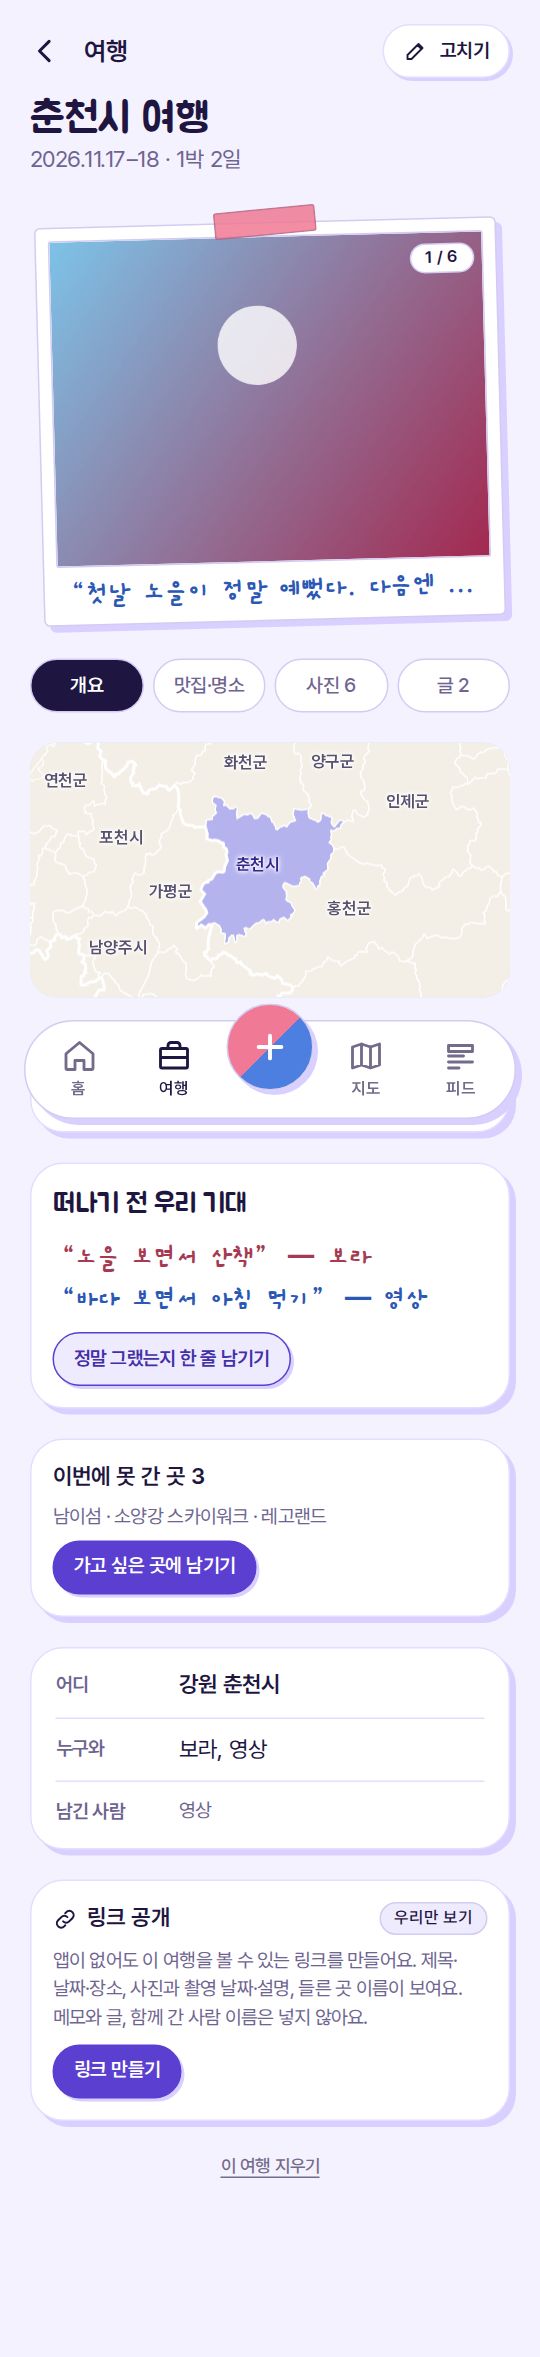 여행
고치기
춘천시 여행
2026.11.17–18 · 1박 2일
1 / 6
“첫날 노을이 정말 예뻤다. 다음엔 ...
개요
맛집·명소
사진 6
글 2
화천군
양구군
연천군
인제군
포천시
춘천시
가평군
홍천군
남양주시
홈
여행
지도
피드
떠나기 전 우리 기대
“노을 보면서 산책” — 보라
“바다 보면서 아침 먹기” — 영상
정말 그랬는지 한 줄 남기기
이번에 못 간 곳 3
남이섬 · 소양강 스카이워크 · 레고랜드
가고 싶은 곳에 남기기
어디 강원 춘천시
누구와 보라, 영상
남긴 사람 영상
링크 공개
우리만 보기
앱이 없어도 이 여행을 볼 수 있는 링크를 만들어요. 제목·
날짜·장소, 사진과 촬영 날짜·설명, 들른 곳 이름이 보여요.
메모와 글, 함께 간 사람 이름은 넣지 않아요.
링크 만들기
이 여행 지우기